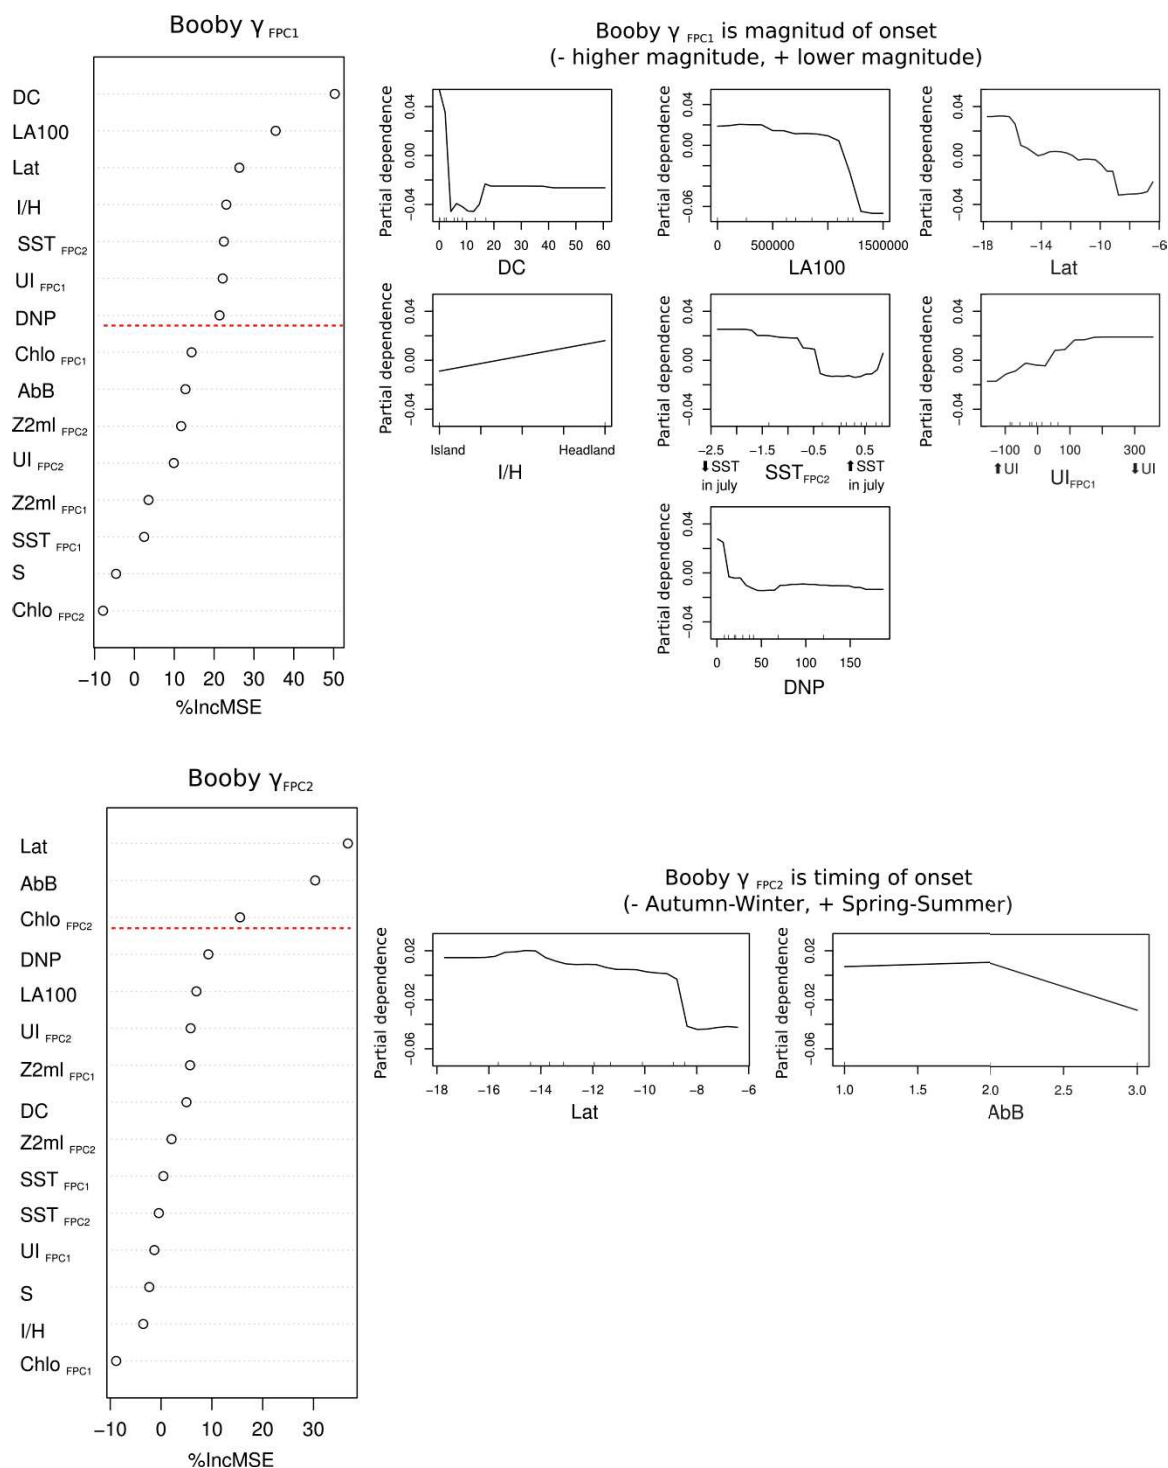 Booby γ FPC1
DC
LA100
Lat
I/H
SST FPC2
UI FPC1
DNP
Chlo FPC1
AbB
Z2ml FPC2
UI FPC2
Z2ml FPC1
SST FPC1
S
Chlo FPC2
−10 0 10 20 30 40 50
%IncMSE
Booby γ FPC1 is magnitud of onset
(- higher magnitude, + lower magnitude)
Partial dependence
−0.04 0.00 0.04
0 10 20 30 40 50 60
DC
Partial dependence
−0.06 0.00 0.04
0 500000 1500000
LA100
Partial dependence
−0.04 0.00 0.04
−18 −14 −10 −6
Lat
Partial dependence
−0.04 0.00 0.04
Island Headland
I/H
Partial dependence
−0.04 0.00 0.04
−2.5 −1.5 −0.5 0.5
⬇SST ⬆SST
in july in july
SST FPC2
Partial dependence
−0.04 0.00 0.04
−100 0 100 300
⬆UI ⬇UI
UI FPC1
Partial dependence
−0.04 0.00 0.04
0 50 100 150
DNP
Booby γ FPC2
Lat
AbB
Chlo FPC2
DNP
LA100
UI FPC2
Z2ml FPC1
DC
Z2ml FPC2
SST FPC1
SST FPC2
UI FPC1
S
I/H
Chlo FPC1
−10 0 10 20 30
%IncMSE
Booby γ FPC2 is timing of onset
(- Autumn-Winter, + Spring-Summer)
Partial dependence
−0.06 −0.02 0.02
−18 −16 −14 −12 −10 −8 −6
Lat
Partial dependence
−0.06 −0.02 0.02
1.0 1.5 2.0 2.5 3.0
AbB